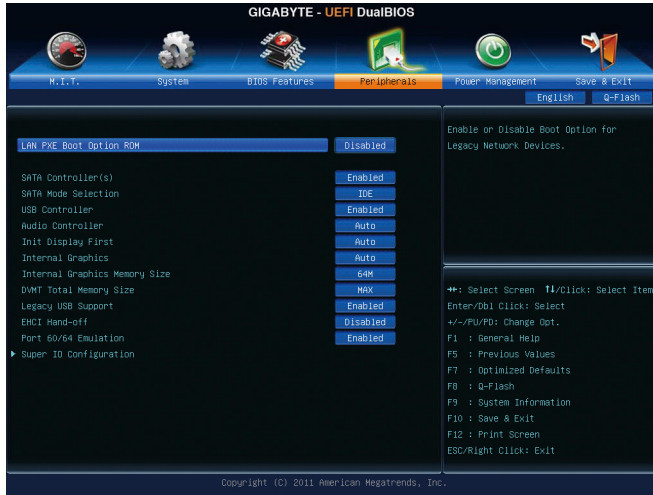 GIGABYTE - UEFI DualBIOS
M.I.T. System BIOS Features Peripherals Power Management Save & Exit
English Q-Flash
LAN PXE Boot Option ROM Disabled
SATA Controller(s) Enabled
SATA Mode Selection IDE
USB Controller Enabled
Audio Controller Auto
Init Display First Auto
Internal Graphics Auto
Internal Graphics Memory Size 64M
DVMT Total Memory Size MAX
Legacy USB Support Enabled
EHCI Hand-off Disabled
Port 60/64 Emulation Enabled
Super IO Configuration
Enable or Disable Boot Option for
Legacy Network Devices.
↔: Select Screen ↑↓/Click: Select Item
Enter/Dbl Click: Select
+/-/PU/PD: Change Opt.
F1 : General Help
F5 : Previous Values
F7 : Optimized Defaults
F8 : Q-Flash
F9 : System Information
F10 : Save & Exit
F12 : Print Screen
ESC/Right Click: Exit
Copyright (C) 2011 American Megatrends, Inc.